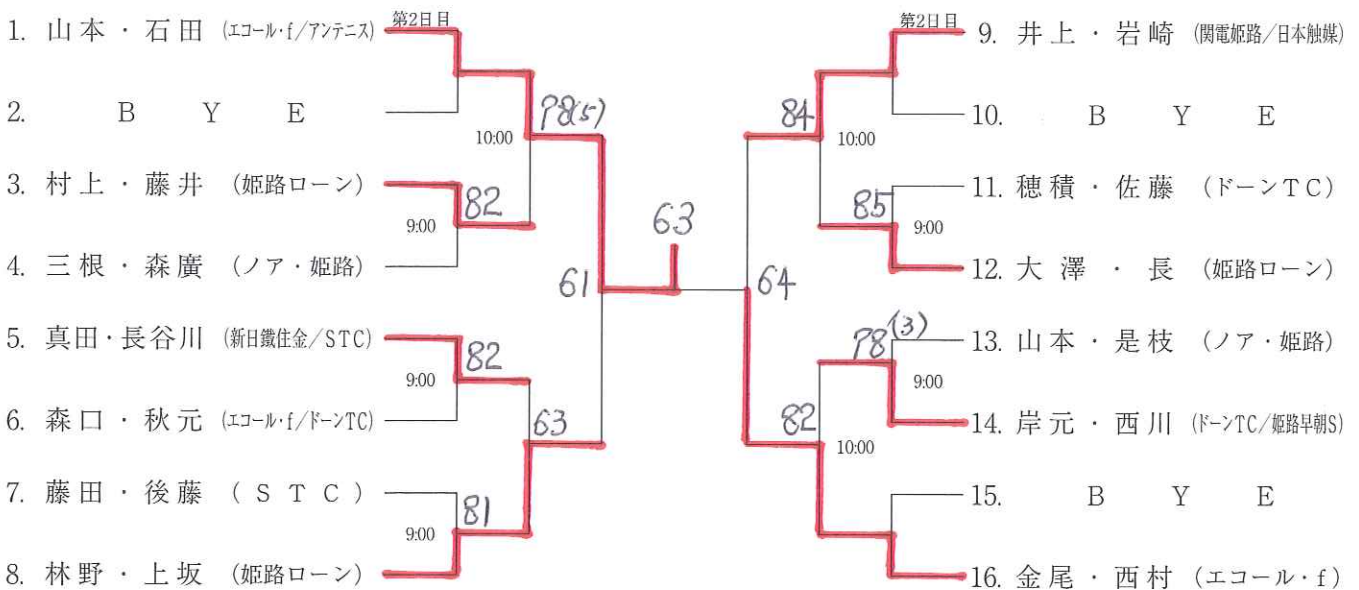 第2日目
1. 山本・石田 (エコール・f/アンテニス)
2. B Y E
10:00
98(5)
3. 村上・藤井 (姫路ローン)
9:00
82
4. 三根・森廣 (ノア・姫路)
61
63
5. 真田・長谷川 (新日鐵住金/STC)
9:00
82
6. 森口・秋元 (エコール・f/ドーンTC)
63
7. 藤田・後藤 (STC)
9:00
81
8. 林野・上坂 (姫路ローン)
第2日目
9. 井上・岩崎 (関電姫路/日本触媒)
84
10:00
10. B Y E
11. 穂積・佐藤 (ドーンTC)
85
9:00
12. 大澤・長 (姫路ローン)
64
98(3)
13. 山本・是枝 (ノア・姫路)
9:00
82
10:00
14. 岸元・西川 (ドーンTC/姫路早朝S)
15. B Y E
16. 金尾・西村 (エコール・f)